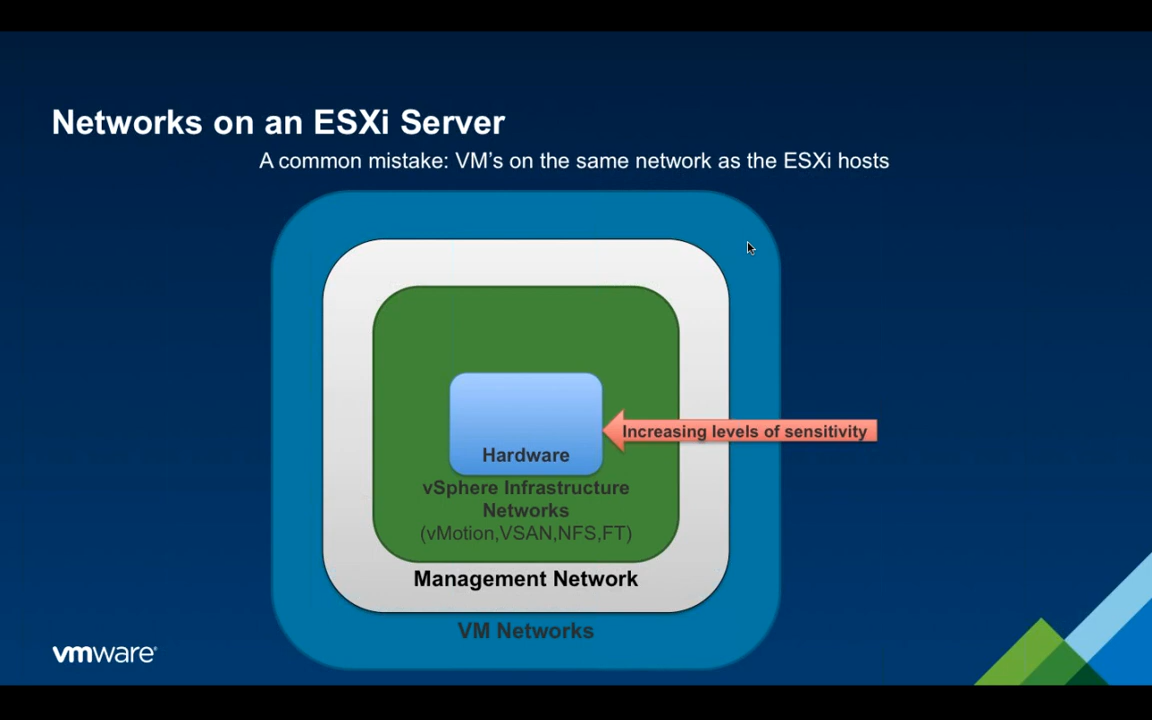 Networks on an ESXi Server
A common mistake: VM's on the same network as the ESXi hosts
Increasing levels of sensitivity
Hardware
vSphere Infrastructure
Networks
(vMotion,VSAN,NFS,FT)
Management Network
VM Networks
vmware®